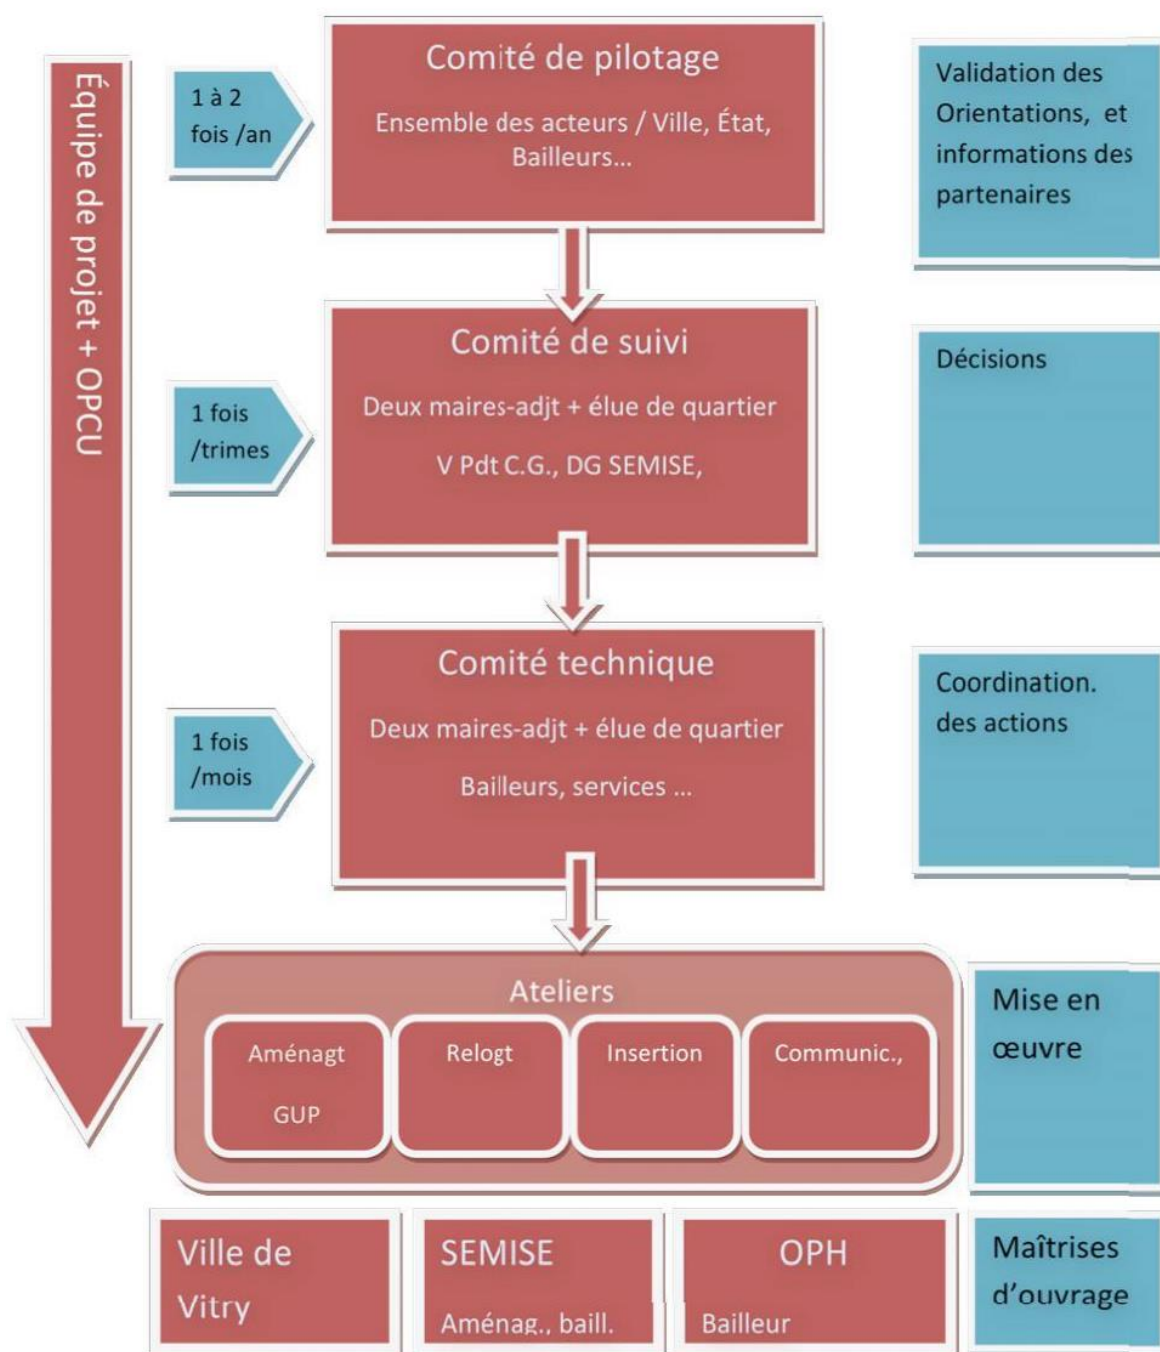 Équipe de projet + OPCU
1 à 2
fois /an
Comité de pilotage
Ensemble des acteurs / Ville, État,
Bailleurs...
Validation des
Orientations, et
informations des
partenaires
1 fois
/trimes
Comité de suivi
Deux maires-adjt + élue de quartier
V Pdt C.G., DG SEMISE,
Décisions
1 fois
/mois
Comité technique
Deux maires-adjt + élue de quartier
Bailleurs, services ...
Coordination.
des actions
Ateliers
Aménagt
GUP
Relogt
Insertion
Communic.,
Mise en
œuvre
Ville de
Vitry
SEMISE
Aménag., baill.
OPH
Bailleur
Maîtrises
d'ouvrage